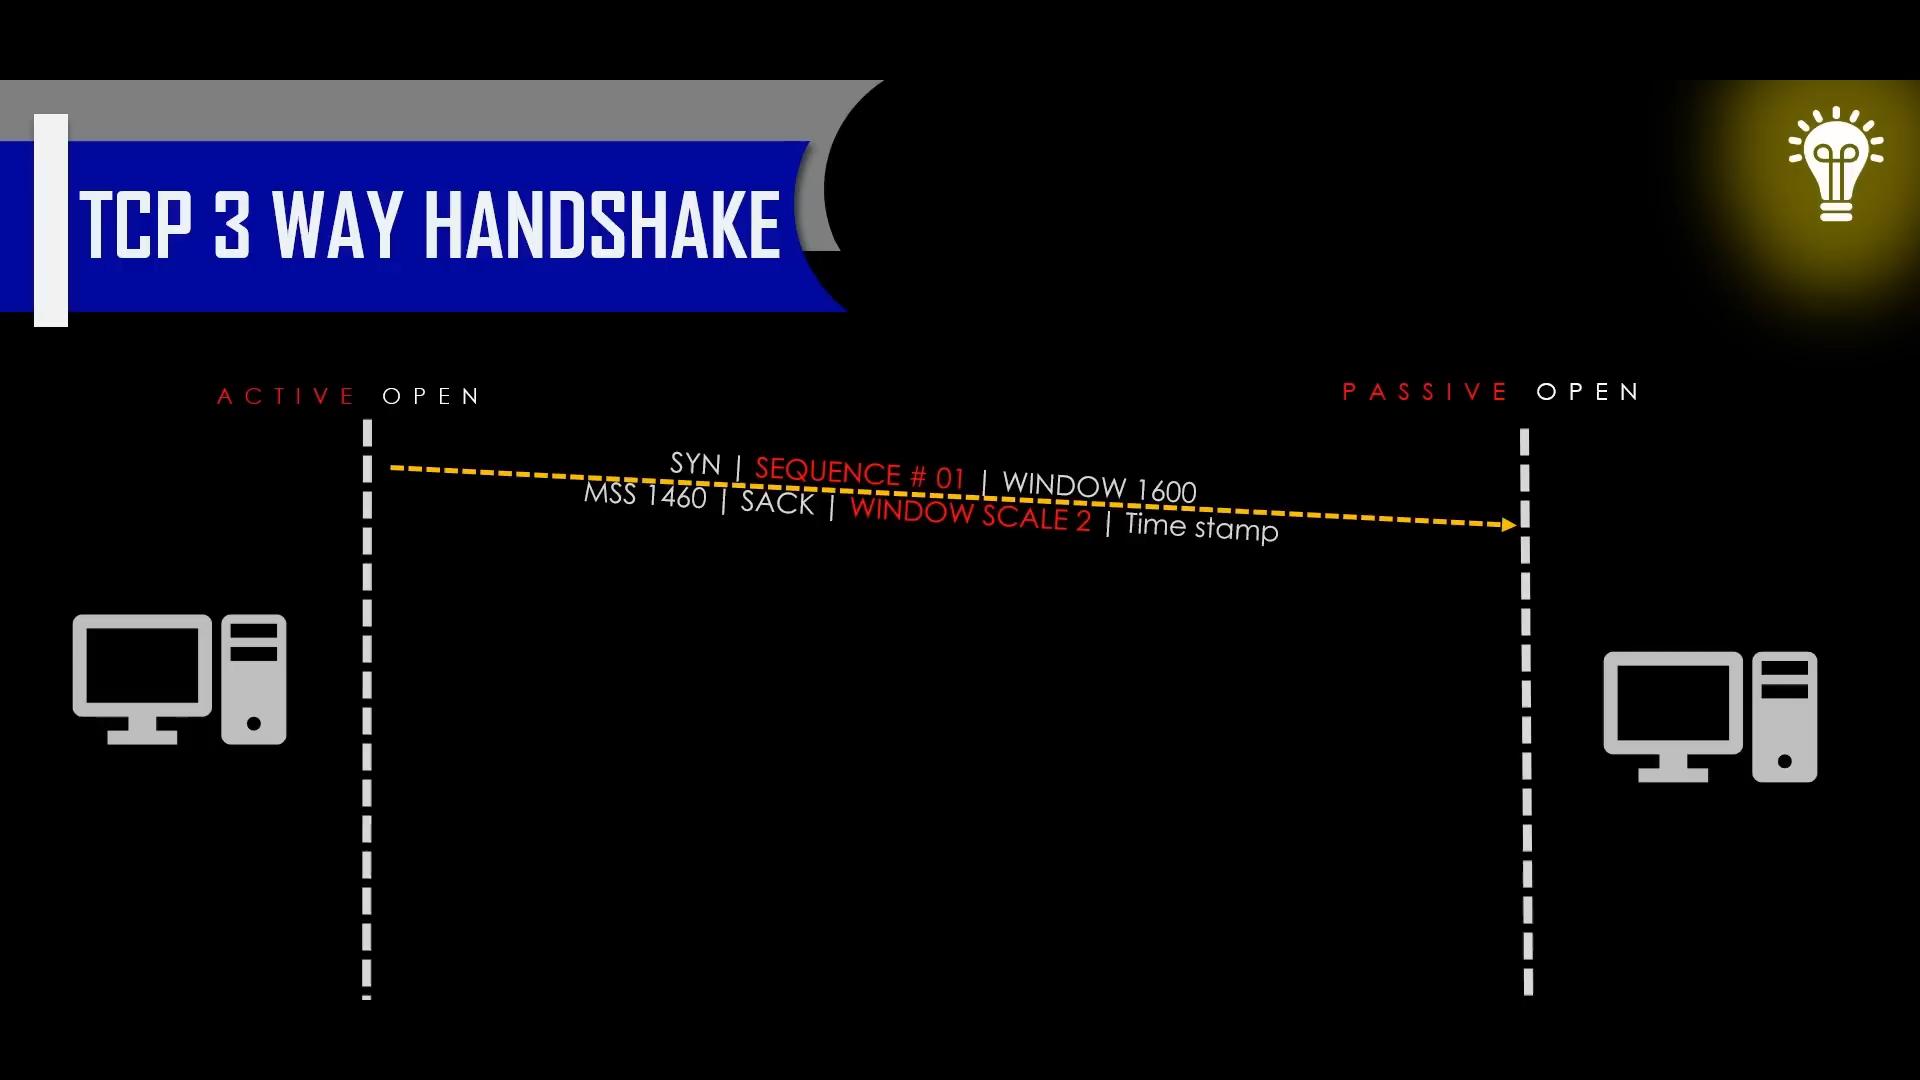 TCP 3 WAY HANDSHAKE
ACTIVE OPEN
PASSIVE OPEN
SYN | SEQUENCE # 01 | WINDOW 1600
MSS 1460 | SACK | WINDOW SCALE 2 | Time stamp